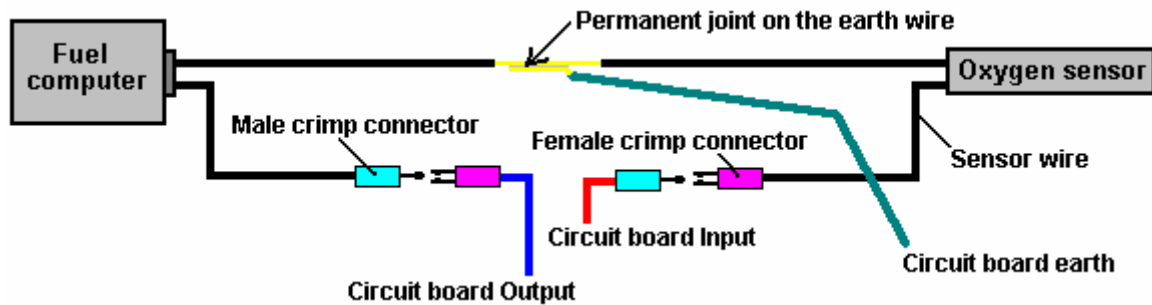 Permanent joint on the earth wire
Fuel
computer
Oxygen sensor
Male crimp connector
Female crimp connector
Sensor wire
Circuit board Input
Circuit board earth
Circuit board Output